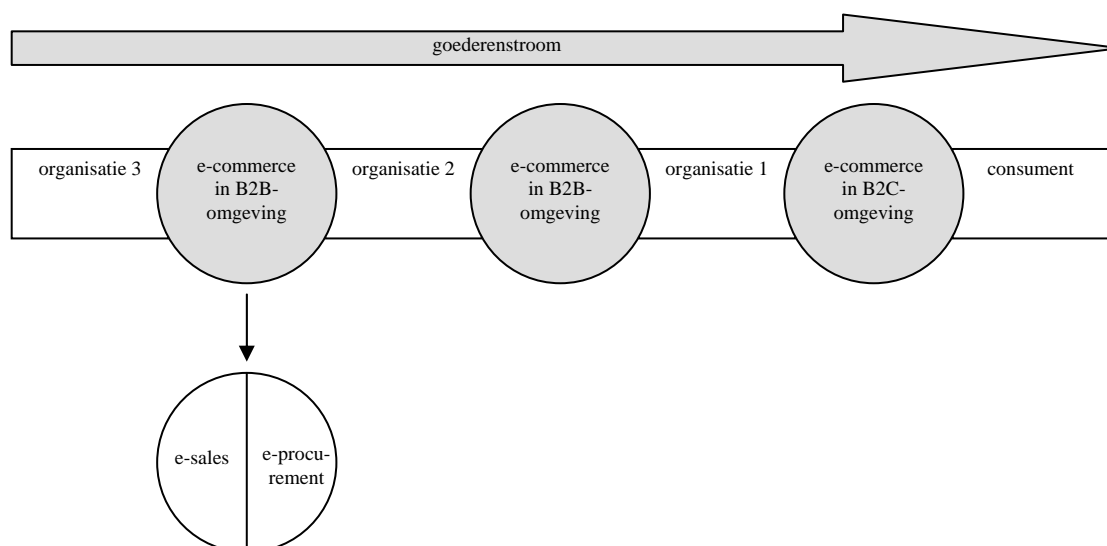 goederenstroom
organisatie 3
e-commerce
in B2B-
omgeving
organisatie 2
e-commerce
in B2B-
omgeving
organisatie 1
e-commerce
in B2C-
omgeving
consument
e-sales
e-procu-
rement